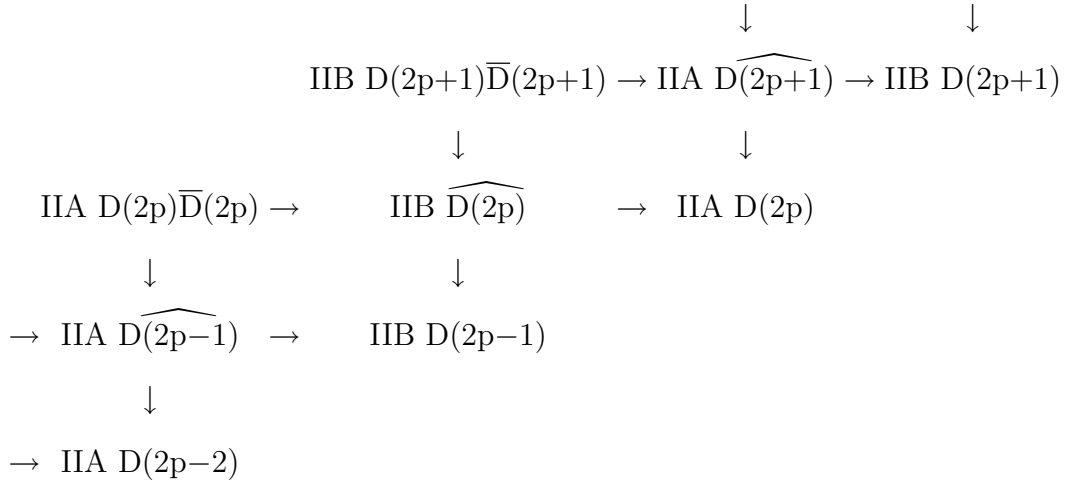 ↓ ↓
IIB D(2p+1)D̅(2p+1) → IIA D͡(2p+1) → IIB D(2p+1)
↓ ↓
IIA D(2p)D̅(2p) → IIB D͡(2p) → IIA D(2p)
↓ ↓
→ IIA D͡(2p−1) → IIB D(2p−1)
↓
→ IIA D(2p−2)